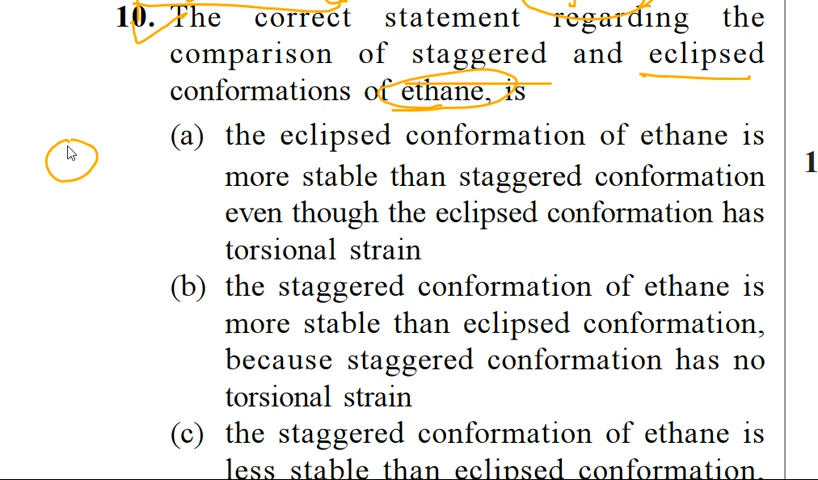 10. The correct statement regarding the
comparison of staggered and eclipsed
conformations of ethane, is
(a) the eclipsed conformation of ethane is
more stable than staggered conformation
even though the eclipsed conformation has
torsional strain
(b) the staggered conformation of ethane is
more stable than eclipsed conformation,
because staggered conformation has no
torsional strain
(c) the staggered conformation of ethane is
less stable than eclipsed conformation,
1